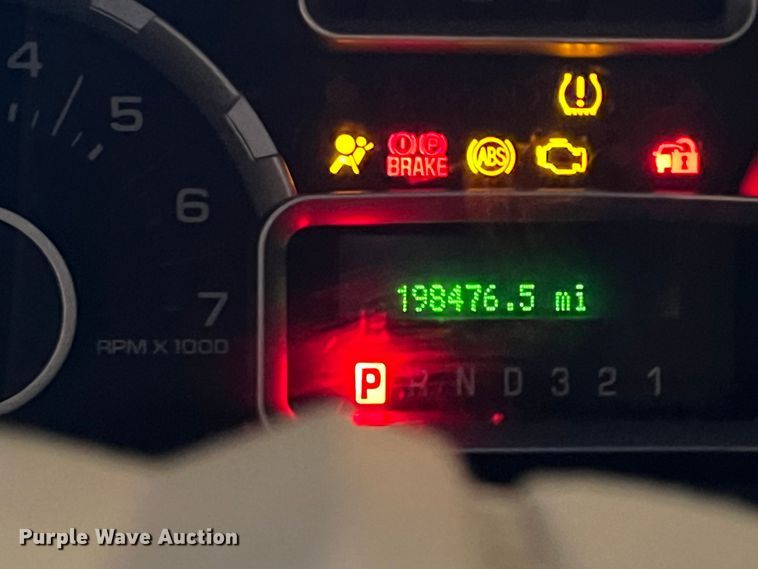 4
5
6
7
RPM X 1000
BRAKE
P
ABS
198476.5 mi
P R N D 3 2 1
Purple Wave Auction